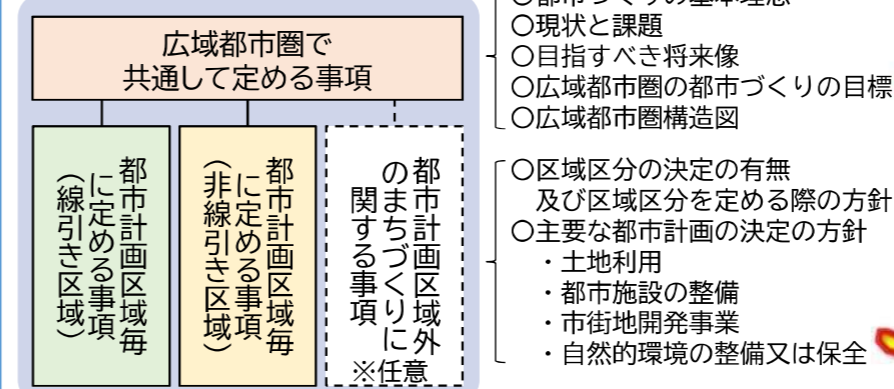 広域都市圏で
共通して定める事項
都市計画区域毎
に定める事項
（線引き区域）
都市計画区域毎
に定める事項
（非線引き区域）
都市計画区域外
のまちづくりに
関する事項
※任意
○都市づくりの基本理念
○現状と課題
○目指すべき将来像
○広域都市圏の都市づくりの目標
○広域都市圏構造図
○区域区分の決定の有無
及び区域区分を定める際の方針
○主要な都市計画の決定の方針
・土地利用
・都市施設の整備
・市街地開発事業
・自然的環境の整備又は保全